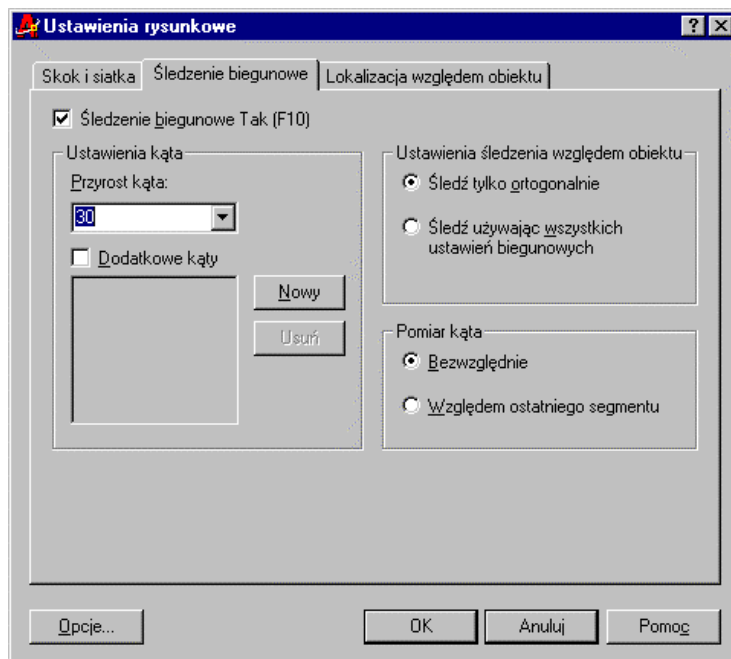 Ustawienia rysunkowe
Skok i siatka
Śledzenie biegunowe
Lokalizacja względem obiektu
Śledzenie biegunowe Tak (F10)
Ustawienia kąta
Przyrost kąta:
30
Dodatkowe kąty
Nowy
Usuń
Ustawienia śledzenia względem obiektu
Śledź tylko ortogonalnie
Śledź używając wszystkich
ustawień biegunowych
Pomiar kąta
Bezwzględnie
Względem ostatniego segmentu
Opcje...
OK
Anuluj
Pomoc